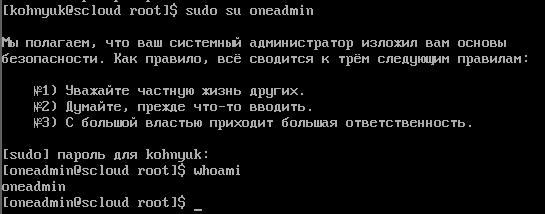 [kohnyuk@scloud root]$ sudo su oneadmin
Мы полагаем, что ваш системный администратор изложил вам основы
безопасности. Как правило, всё сводится к трём следующим правилам:
№1) Уважайте частную жизнь других.
№2) Думайте, прежде что-то вводить.
№3) С большой властью приходит большая ответственность.
[sudo] пароль для kohnyuk:
[oneadmin@scloud root]$ whoami
oneadmin
[oneadmin@scloud root]$ _